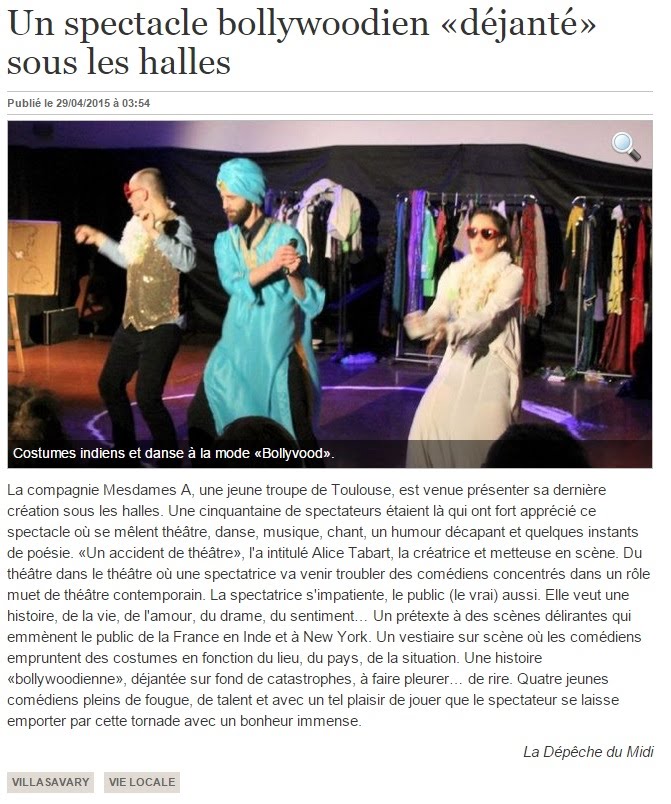 Un spectacle bollywoodien «déjanté»
sous les halles
Publié le 29/04/2015 à 03:54
Costumes indiens et danse à la mode «Bollyvood».
La compagnie Mesdames A, une jeune troupe de Toulouse, est venue présenter sa dernière
création sous les halles. Une cinquantaine de spectateurs étaient là qui ont fort apprécié ce
spectacle où se mêlent théâtre, danse, musique, chant, un humour décapant et quelques instants
de poésie. «Un accident de théâtre», l'a intitulé Alice Tabart, la créatrice et metteuse en scène. Du
théâtre dans le théâtre où une spectatrice va venir troubler des comédiens concentrés dans un rôle
muet de théâtre contemporain. La spectatrice s'impatiente, le public (le vrai) aussi. Elle veut une
histoire, de la vie, de l'amour, du drame, du sentiment… Un prétexte à des scènes délirantes qui
emmènent le public de la France en Inde et à New York. Un vestiaire sur scène où les comédiens
empruntent des costumes en fonction du lieu, du pays, de la situation. Une histoire
«bollywoodienne», déjantée sur fond de catastrophes, à faire pleurer… de rire. Quatre jeunes
comédiens pleins de fougue, de talent et avec un tel plaisir de jouer que le spectateur se laisse
emporter par cette tornade avec un bonheur immense.
La Dépêche du Midi
VILLASAVARY VIE LOCALE